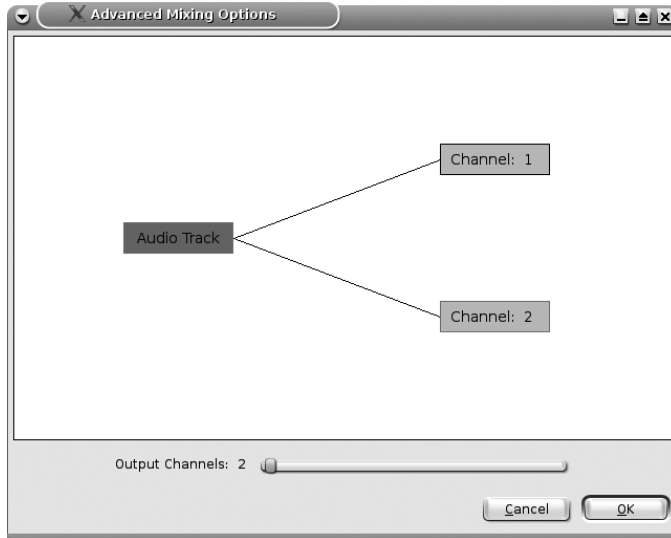 Advanced Mixing Options
Channel: 1
Audio Track
Channel: 2
Output Channels: 2
Cancel
OK